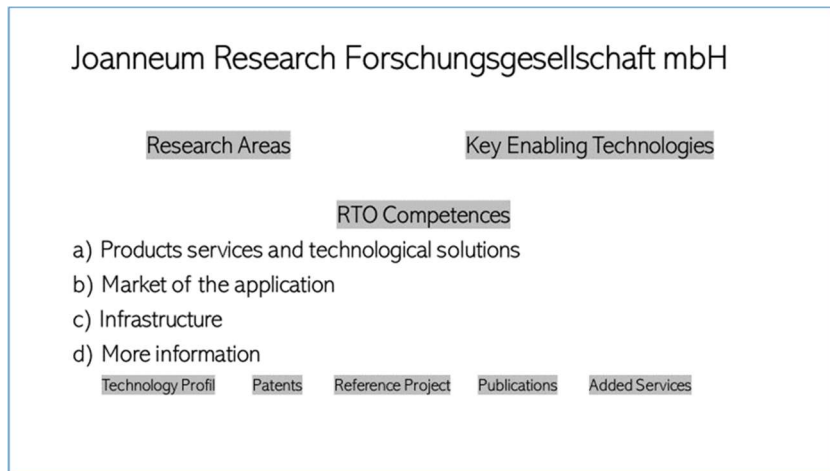 Joanneum Research Forschungsgesellschaft mbH
Research Areas Key Enabling Technologies
RTO Competences
a) Products services and technological solutions
b) Market of the application
c) Infrastructure
d) More information
Technology Profil Patents Reference Project Publications Added Services